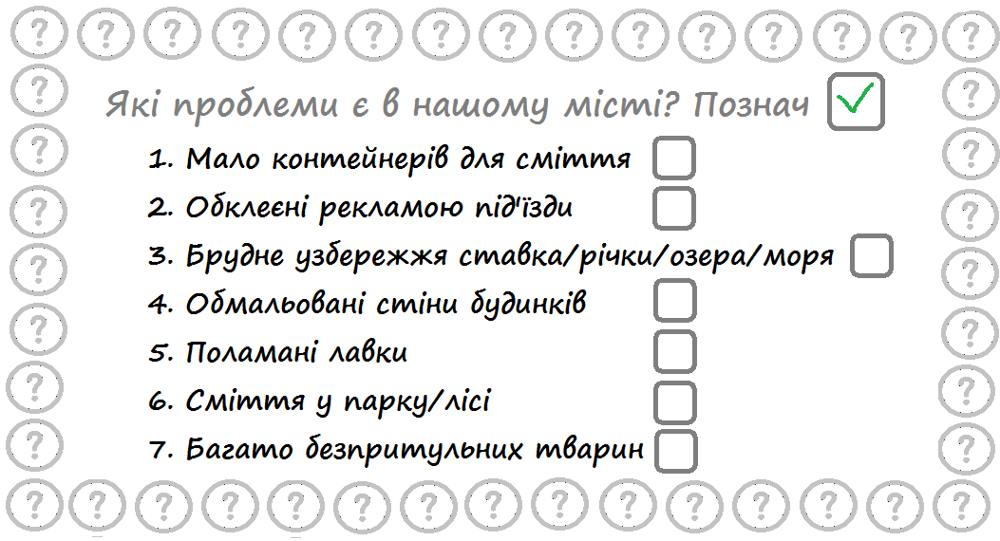 Які проблеми є в нашому місті? Познач
1. Мало контейнерів для сміття
2. Обклеєні рекламою під'їзди
3. Брудне узбережжя ставка/річки/озера/моря
4. Обмальовані стіни будинків
5. Поламані лавки
6. Сміття у парку/лісі
7. Багато безпритульних тварин